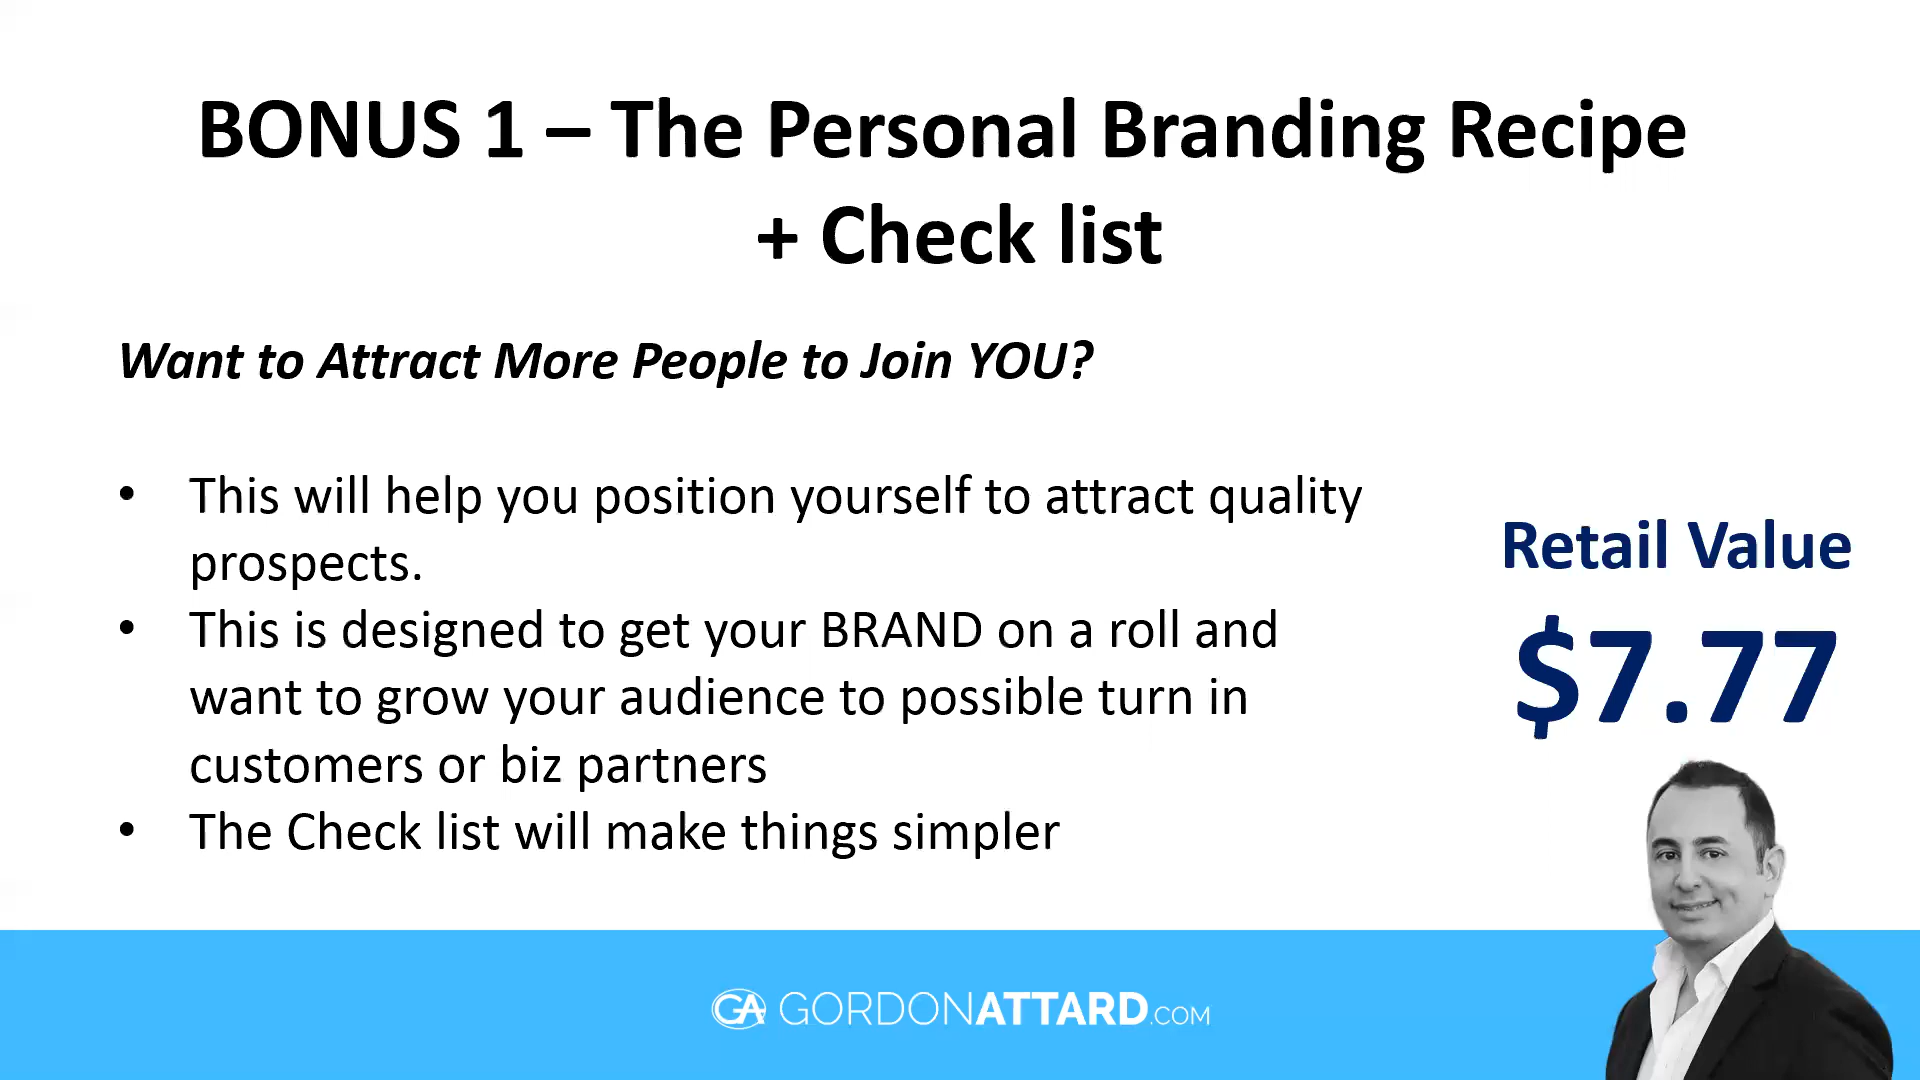 BONUS 1 – The Personal Branding Recipe
+ Check list
Want to Attract More People to Join YOU?
• This will help you position yourself to attract quality
prospects.
• This is designed to get your BRAND on a roll and
want to grow your audience to possible turn in
customers or biz partners
• The Check list will make things simpler
Retail Value
$7.77
GA GORDONATTARD.COM